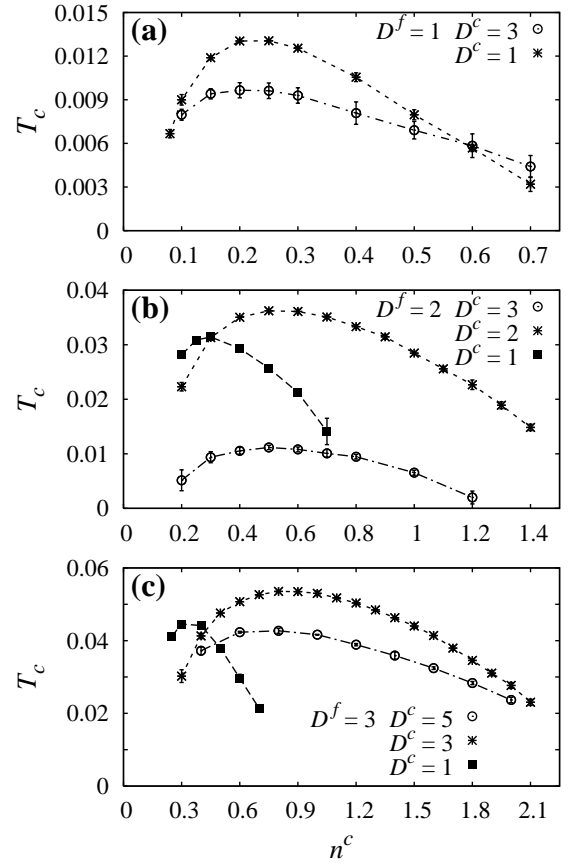 (a)
D^f = 1 D^c = 3
D^c = 1
T_c
0.015
0.012
0.009
0.006
0.003
0
0 0.1 0.2 0.3 0.4 0.5 0.6 0.7
(b)
D^f = 2 D^c = 3
D^c = 2
D^c = 1
T_c
0.04
0.03
0.02
0.01
0
0 0.2 0.4 0.6 0.8 1 1.2 1.4
(c)
T_c
0.06
0.04
0.02
0
D^f = 3 D^c = 5
D^c = 3
D^c = 1
0 0.3 0.6 0.9 1.2 1.5 1.8 2.1
n^c